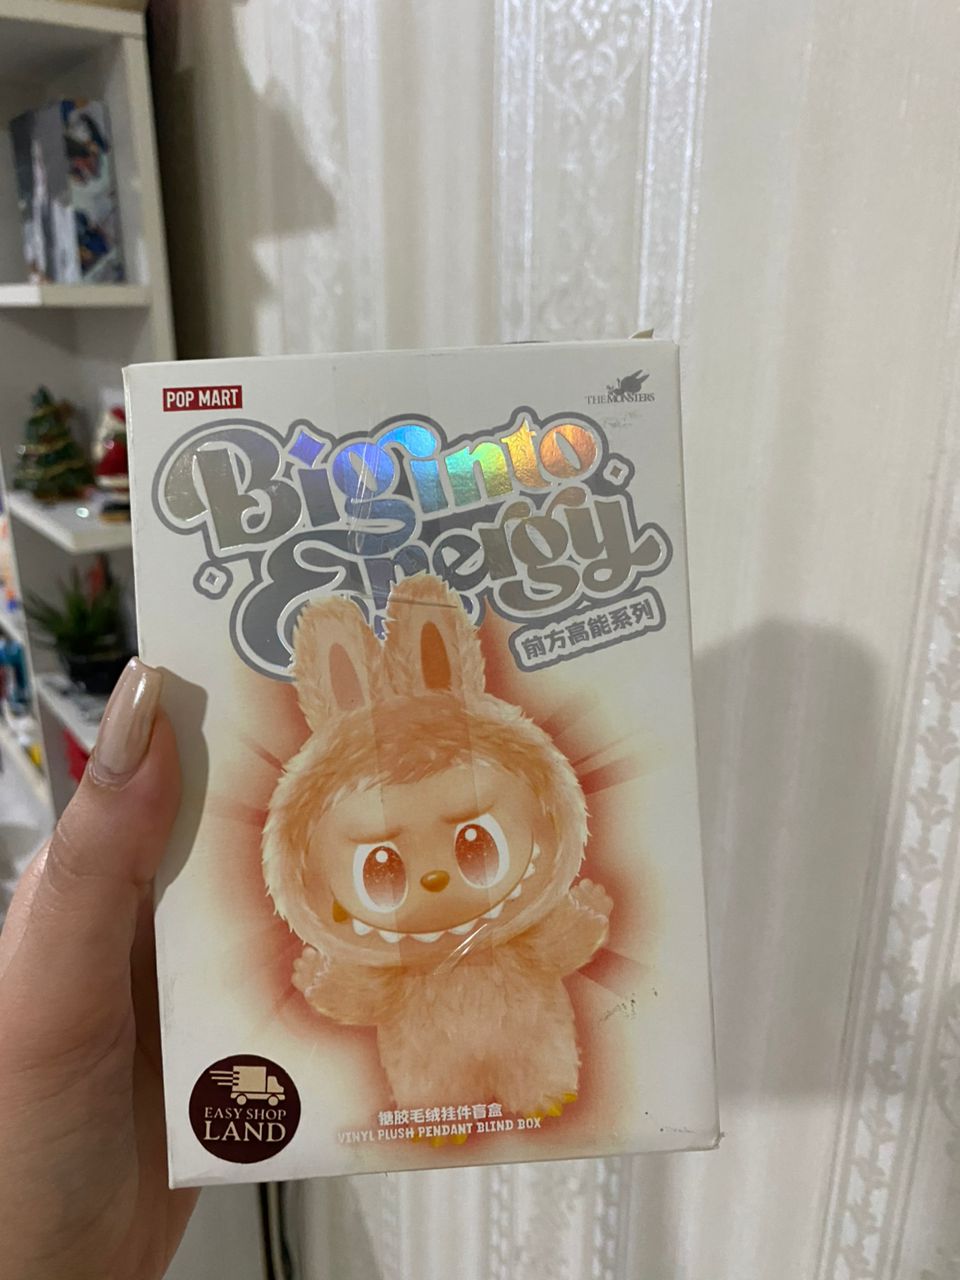 POP MART
THE MONSTERS
Big into
Energy
前方高能系列
搪胶毛绒挂件盲盒
VINYL PLUSH PENDANT BLIND BOX
EASY SHOP
LAND